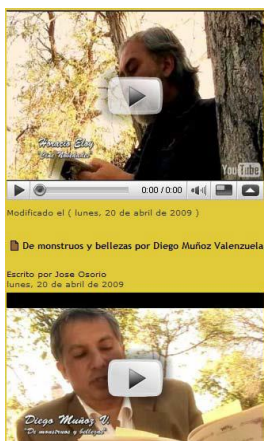 Horacio Eloy
YouTube
0:00 / 0:00
Modificado el ( lunes, 20 de abril de 2009 )
De monstruos y bellezas por Diego Muñoz Valenzuela
Escrito por Jose Osorio
lunes, 20 de abril de 2009
Diego Muñoz V.
"De monstruos y bellezas"